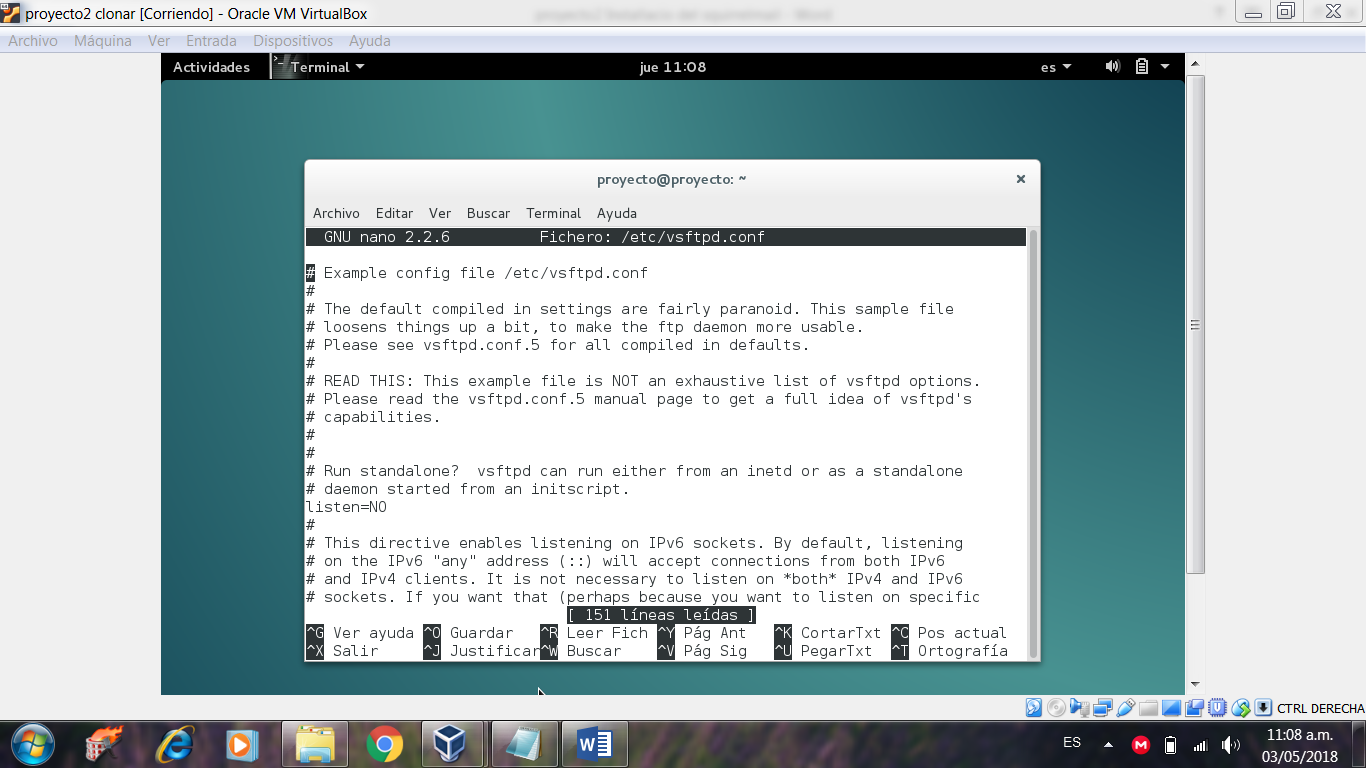 proyecto2 clonar [Corriendo] - Oracle VM VirtualBox
Archivo Máquina Ver Entrada Dispositivos Ayuda
Actividades Terminal jue 11:08 es
proyecto@proyecto: ~
Archivo Editar Ver Buscar Terminal Ayuda
GNU nano 2.2.6 Fichero: /etc/vsftpd.conf
# Example config file /etc/vsftpd.conf
#
# The default compiled in settings are fairly paranoid. This sample file
# loosens things up a bit, to make the ftp daemon more usable.
# Please see vsftpd.conf.5 for all compiled in defaults.
#
# READ THIS: This example file is NOT an exhaustive list of vsftpd options.
# Please read the vsftpd.conf.5 manual page to get a full idea of vsftpd's
# capabilities.
#
#
# Run standalone?  vsftpd can run either from an inetd or as a standalone
# daemon started from an initscript.
listen=NO
#
# This directive enables listening on IPv6 sockets. By default, listening
# on the IPv6 "any" address (::) will accept connections from both IPv6
# and IPv4 clients. It is not necessary to listen on *both* IPv4 and IPv6
# sockets. If you want that (perhaps because you want to listen on specific
[ 151 líneas leídas ]
^G Ver ayuda ^O Guardar ^R Leer Fich ^Y Pág Ant ^K CortarTxt ^C Pos actual
^X Salir ^J Justificar ^W Buscar ^V Pág Sig ^U PegarTxt ^T Ortografía
CTRL DERECHA
ES
11:08 a.m.
03/05/2018